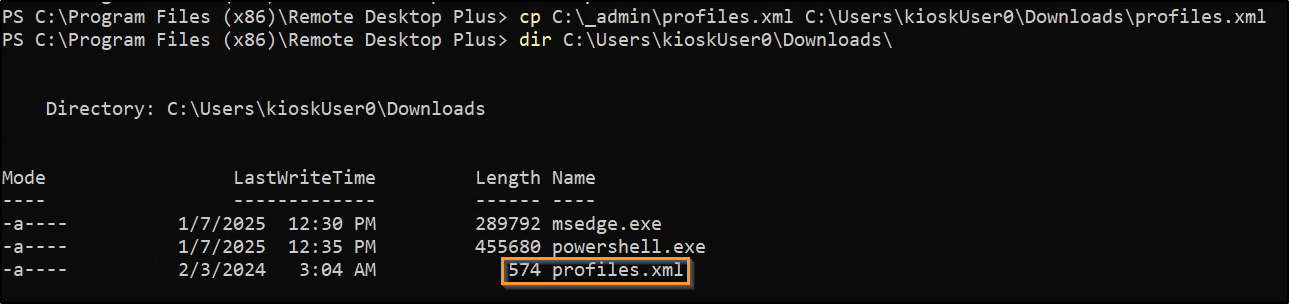 PS C:\Program Files (x86)\Remote Desktop Plus> cp C:\_admin\profiles.xml C:\Users\kioskUser0\Downloads\profiles.xml
PS C:\Program Files (x86)\Remote Desktop Plus> dir C:\Users\kioskUser0\Downloads\
Directory: C:\Users\kioskUser0\Downloads
Mode LastWriteTime Length Name
---- ------------- ------ ----
-a---- 1/7/2025 12:30 PM 289792 msedge.exe
-a---- 1/7/2025 12:35 PM 455680 powershell.exe
-a---- 2/3/2024 3:04 AM 574 profiles.xml